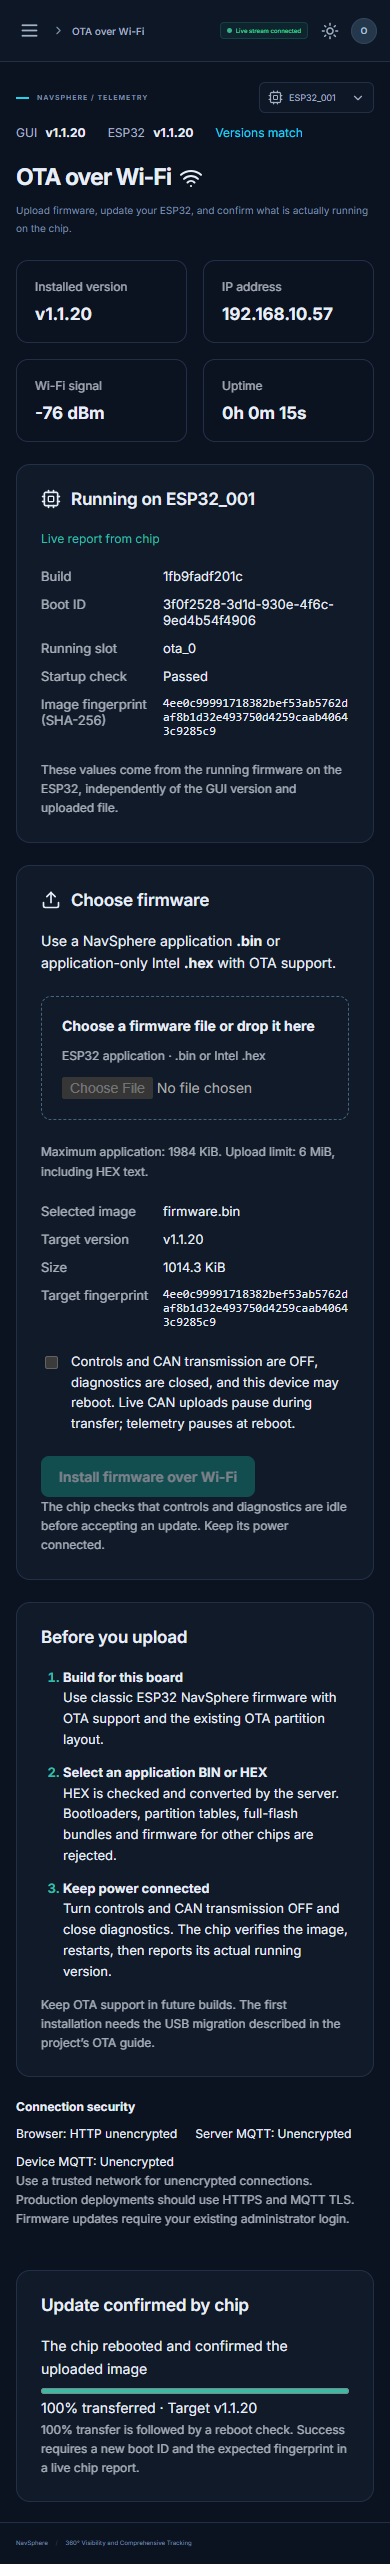 OTA over Wi-Fi
Live stream connected
O
NAVSPHERE / TELEMETRY
ESP32_001
GUI v1.1.20 ESP32 v1.1.20 Versions match
OTA over Wi-Fi
Upload firmware, update your ESP32, and confirm what is actually running
on the chip.
Installed version
v1.1.20
IP address
192.168.10.57
Wi-Fi signal
-76 dBm
Uptime
0h 0m 15s
Running on ESP32_001
Live report from chip
Build 1fb9fadf201c
Boot ID 3f0f2528-3d1d-930e-4f6c-
9ed4b54f4906
Running slot ota_0
Startup check Passed
Image fingerprint
(SHA-256)
4ee0c99991718382bef53ab5762d
af8b1d32e493750d4259caab4064
3c9285c9
These values come from the running firmware on the
ESP32, independently of the GUI version and
uploaded file.
Choose firmware
Use a NavSphere application .bin or
application-only Intel .hex with OTA support.
Choose a firmware file or drop it here
ESP32 application · .bin or Intel .hex
Choose File No file chosen
Maximum application: 1984 KiB. Upload limit: 6 MiB,
including HEX text.
Selected image firmware.bin
Target version v1.1.20
Size 1014.3 KiB
Target fingerprint 4ee0c99991718382bef53ab5762d
af8b1d32e493750d4259caab4064
3c9285c9
Controls and CAN transmission are OFF,
diagnostics are closed, and this device may
reboot. Live CAN uploads pause during
transfer; telemetry pauses at reboot.
Install firmware over Wi-Fi
The chip checks that controls and diagnostics are idle
before accepting an update. Keep its power
connected.
Before you upload
1. Build for this board
Use classic ESP32 NavSphere firmware with
OTA support and the existing OTA partition
layout.
2. Select an application BIN or HEX
HEX is checked and converted by the server.
Bootloaders, partition tables, full-flash
bundles and firmware for other chips are
rejected.
3. Keep power connected
Turn controls and CAN transmission OFF and
close diagnostics. The chip verifies the image,
restarts, then reports its actual running
version.
Keep OTA support in future builds. The first
installation needs the USB migration described in the
project's OTA guide.
Connection security
Browser: HTTP unencrypted Server MQTT: Unencrypted
Device MQTT: Unencrypted
Use a trusted network for unencrypted connections.
Production deployments should use HTTPS and MQTT TLS.
Firmware updates require your existing administrator login.
Update confirmed by chip
The chip rebooted and confirmed the
uploaded image
100% transferred · Target v1.1.20
100% transfer is followed by a reboot check. Success
requires a new boot ID and the expected fingerprint in
a live chip report.
NavSphere | 360° Visibility and Comprehensive Tracking